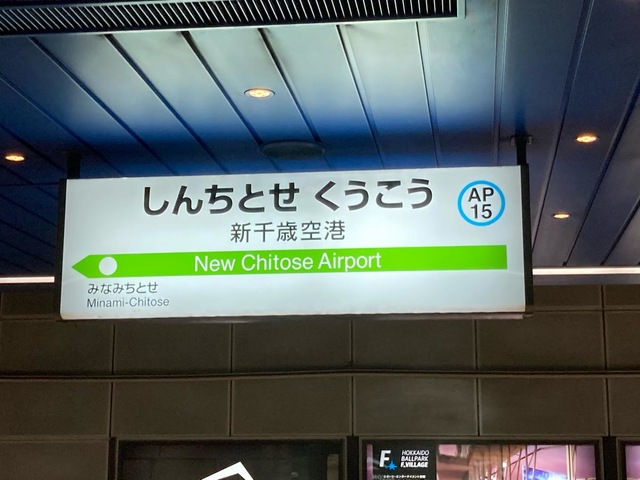 しんちとせ くうこう
AP
15
新千歳空港
New Chitose Airport
みなみちとせ
Minami-Chitose
F
HOKKAIDO
BALLPARK
F.VILLAGE